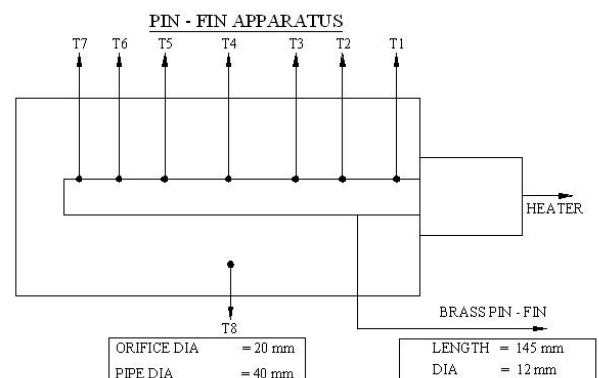 PIN - FIN APPARATUS
T7 T6 T5 T4 T3 T2 T1
HEATER
BRASS PIN - FIN
T8
ORIFICE DIA = 20 mm
PIPE DIA = 40 mm
LENGTH = 145 mm
DIA = 12 mm